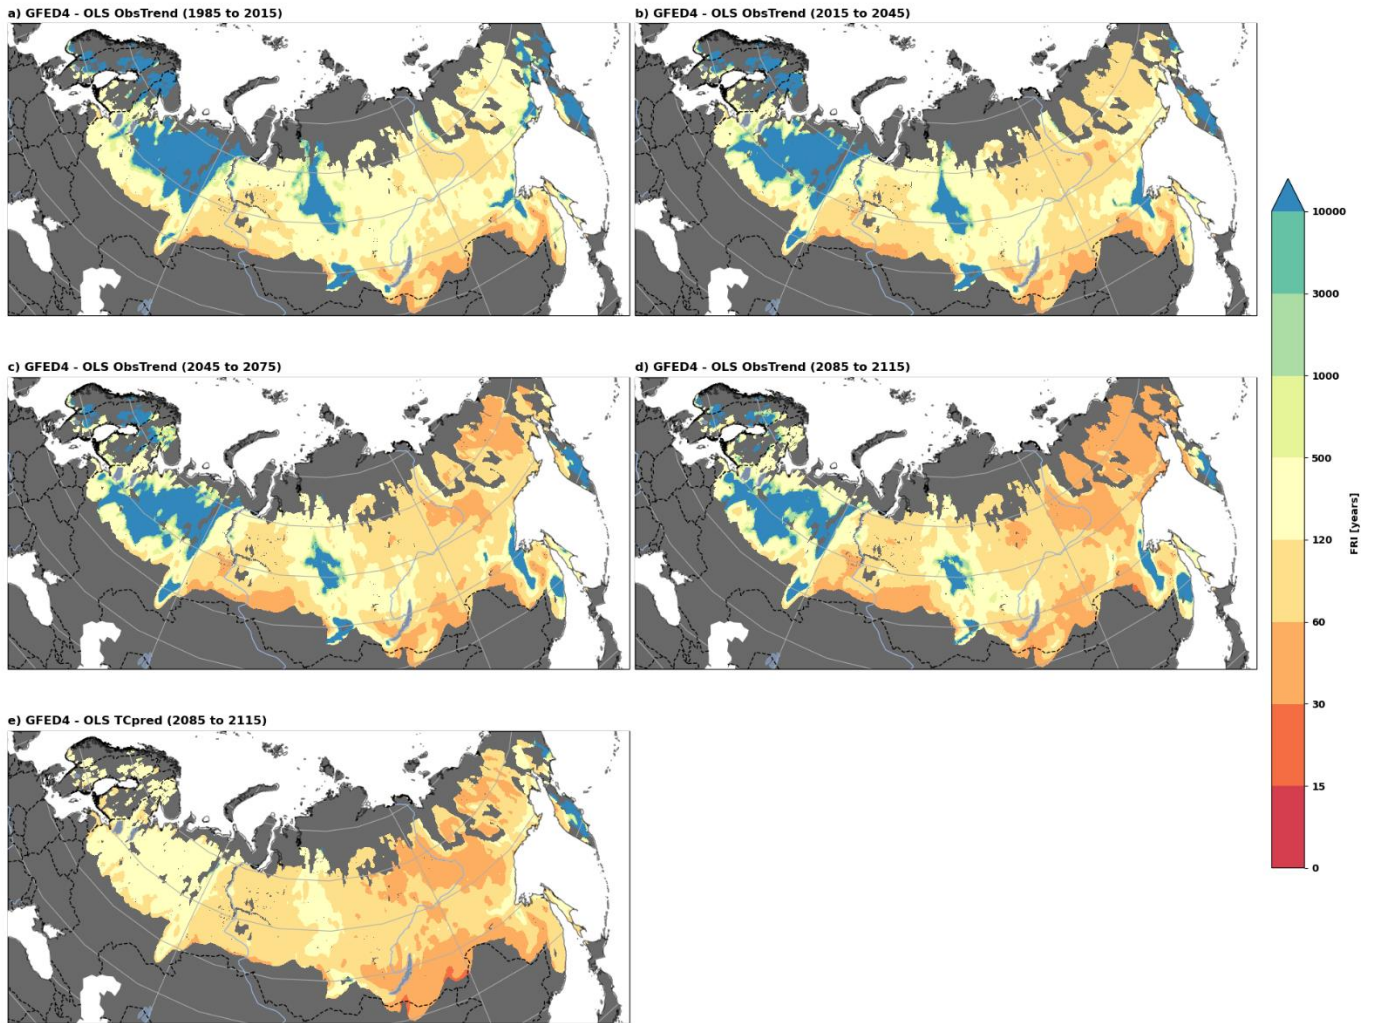 a) GFED4 - OLS ObsTrend (1985 to 2015)
b) GFED4 - OLS ObsTrend (2015 to 2045)
c) GFED4 - OLS ObsTrend (2045 to 2075)
d) GFED4 - OLS ObsTrend (2085 to 2115)
e) GFED4 - OLS TCpred (2085 to 2115)
10000
3000
1000
500
120
60
30
15
0
FRI [years]